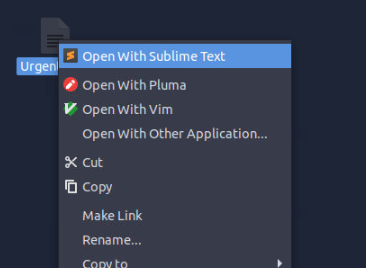 Open With Sublime Text
Urgen
Open With Pluma
Open With Vim
Open With Other Application...
Cut
Copy
Make Link
Rename...
Copy to